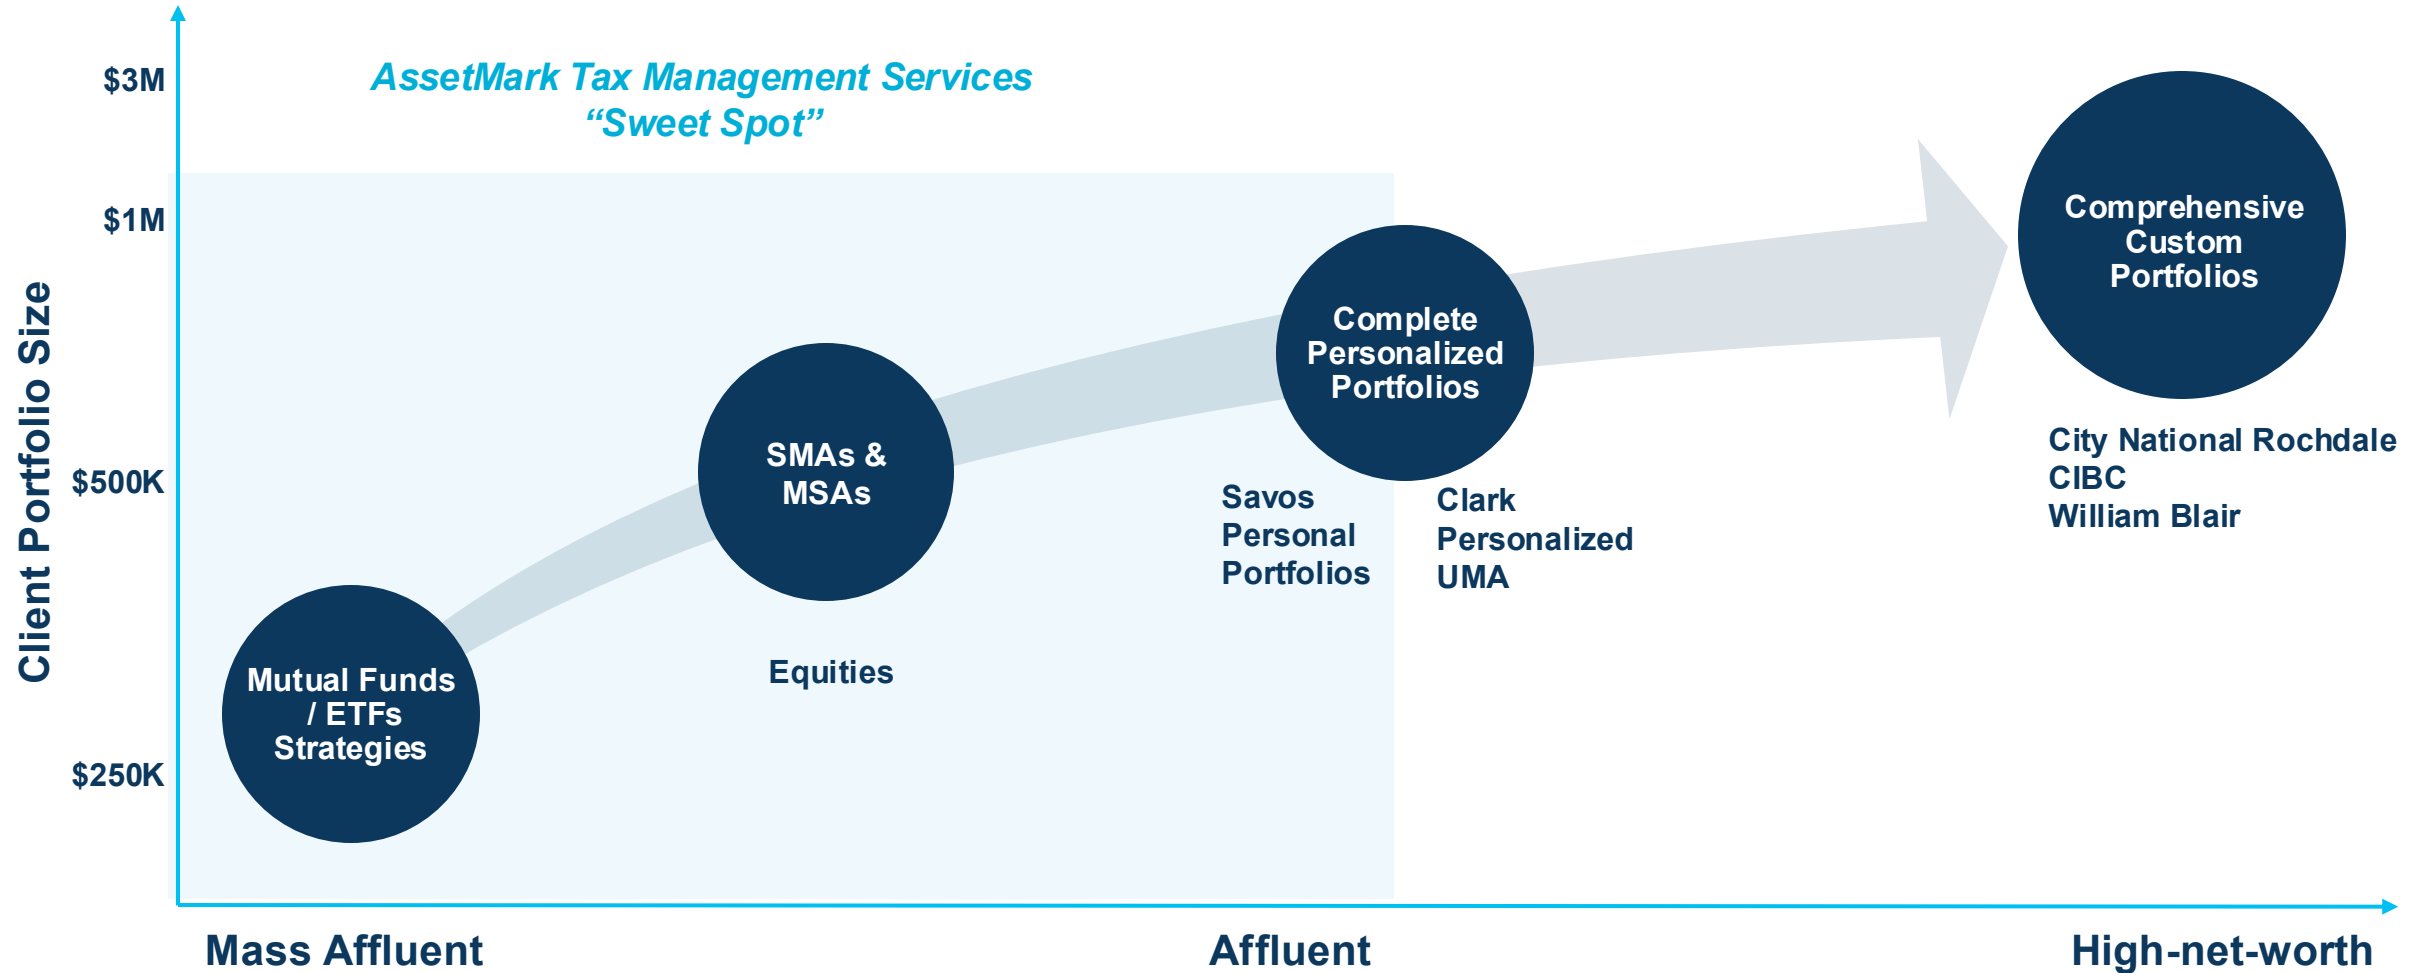 AssetMark Tax Management Services
“Sweet Spot”
$3M
$1M
$500K
$250K
Client Portfolio Size
Mutual Funds
/ ETFs
Strategies
SMAs &
MSAs
Equities
Complete
Personalized
Portfolios
Savos
Personal
Portfolios
Clark
Personalized
UMA
Comprehensive
Custom
Portfolios
City National Rochdale
CIBC
William Blair
Mass Affluent
Affluent
High-net-worth